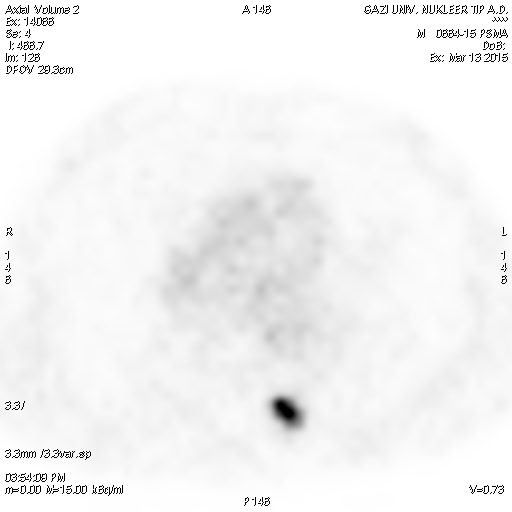 Axial Volume 2
Ex: 14088
Se: 4
I: 488.7
Im: 128
DFOV 29.3cm
A 148
GAZI UNIV. NUKLEER TIP A.D.
M 0884-15 PSMA
DoB:
Ex: Mar 13 2015
R
1
4
8
L
1
4
8
3.3/
3.3mm /3.3var.sp
03:54:09 PM
m=0.00 M=15.00 kBq/ml
P 148
V=0.73